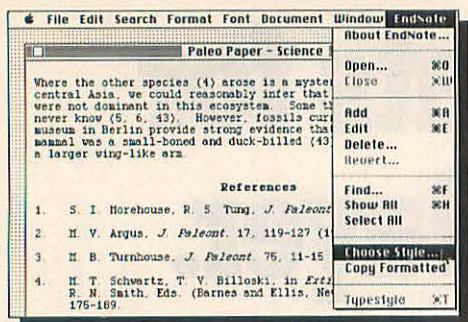 File Edit Search Format Font Document Window EndNote
Paleo Paper - Science
Where the other species (4) arose is a myste
central Asia, we could reasonably infer that
were not dominant in this ecosystem. Some th
never know (5, 6, 43). However, fossils cur
museum in Berlin provide strong evidence tha
mammal was a small-boned and duck-billed (43)
a larger wing-like arm.
References
1. S. I. Morehouse, R. S. Tung, J. Paleont
2. M. V. Argus, J. Paleont. 17, 119-127 (1
3. M. B. Turnhouse, J. Paleont. 75, 11-15
4. M. T. Schwartz, T. V. Billoski, in Exti
R. N. Smith, Eds. (Barnes and Ellis, Ne
175-189.
About EndNote...
Open... ⌘O
Close ⌘W
Add ⌘A
Edit ⌘E
Delete...
Revert...
Find... ⌘F
Show All ⌘H
Select All
Choose Style...
Copy Formatted
Typestyle ⌘T